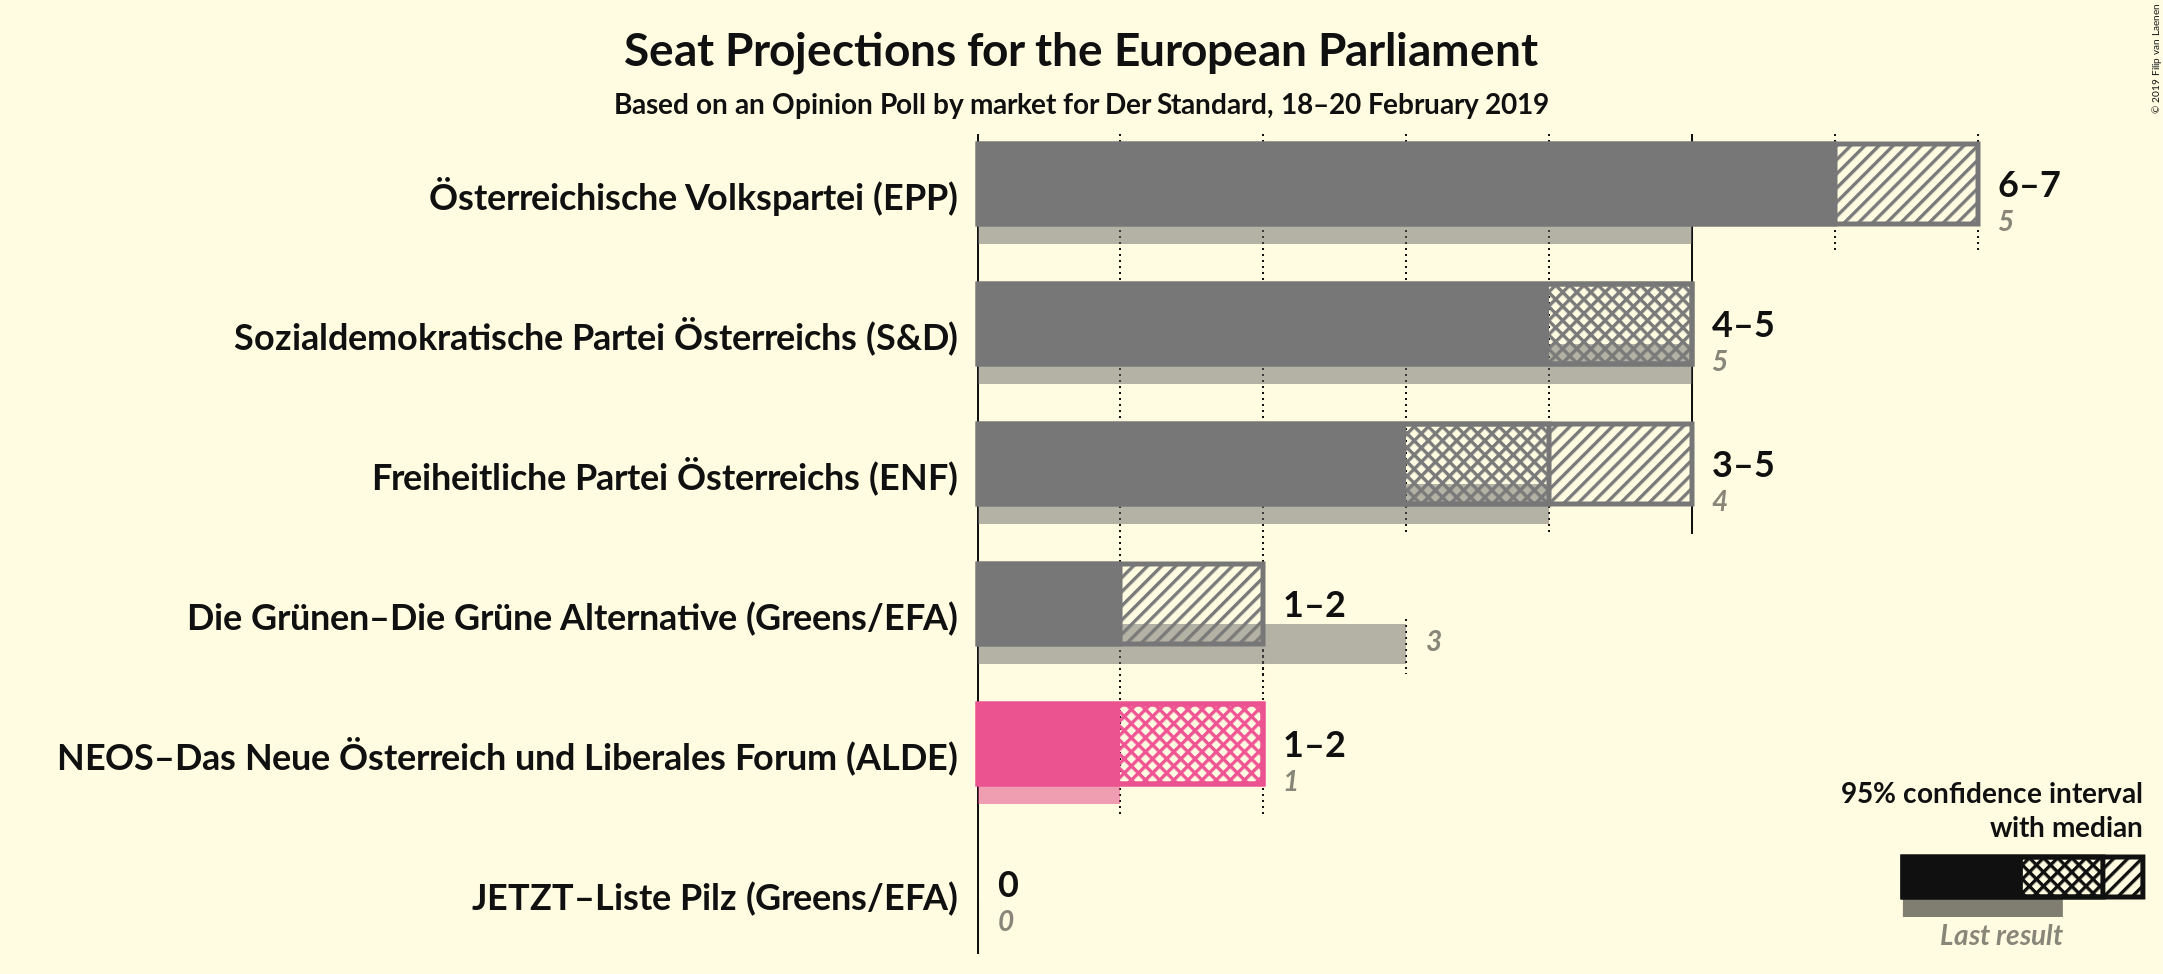 Seat Projections for the European Parliament
Based on an Opinion Poll by market for Der Standard, 18–20 February 2019
© 2019 Filip van Laenen
Österreichische Volkspartei (EPP)
6–7
5
Sozialdemokratische Partei Österreichs (S&D)
4–5
5
Freiheitliche Partei Österreichs (ENF)
3–5
4
Die Grünen–Die Grüne Alternative (Greens/EFA)
1–2
3
NEOS–Das Neue Österreich und Liberales Forum (ALDE)
1–2
1
JETZT–Liste Pilz (Greens/EFA)
0
0
95% confidence interval
with median
Last result